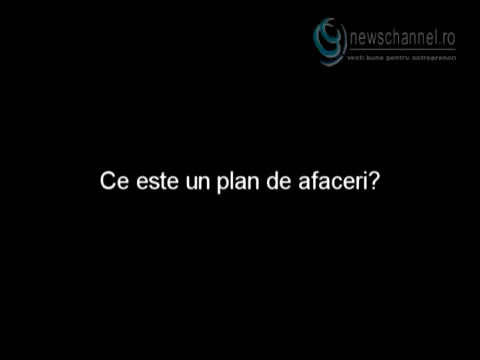 newschannel.ro
vesti bune pentru antreprenori
Ce este un plan de afaceri?